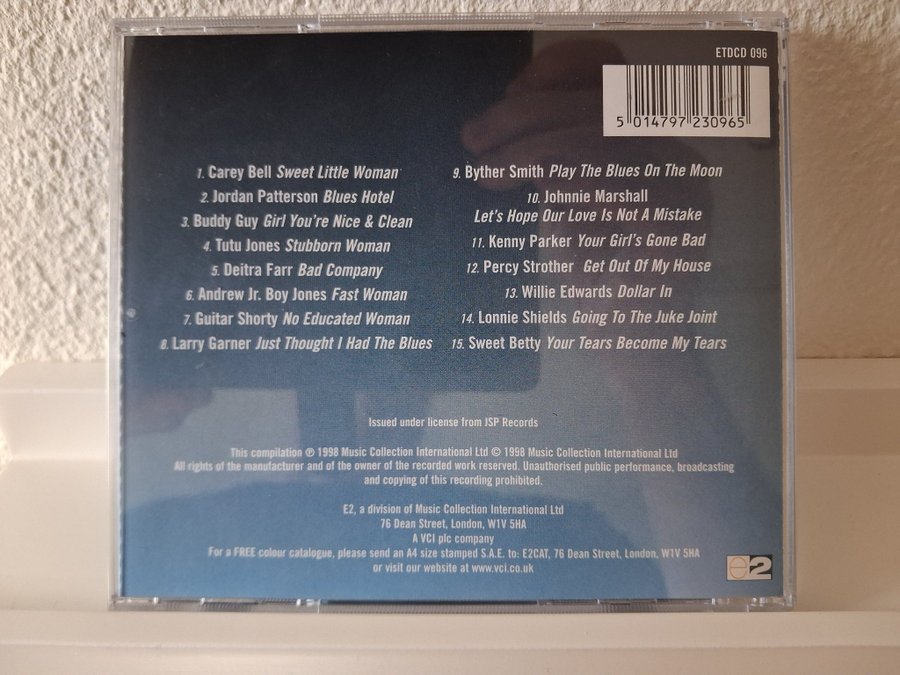 ETDCD 096
5 014797 230965
1. Carey Bell Sweet Little Woman
2. Jordan Patterson Blues Hotel
3. Buddy Guy Girl You're Nice & Clean
4. Tutu Jones Stubborn Woman
5. Deitra Farr Bad Company
6. Andrew Jr. Boy Jones Fast Woman
7. Guitar Shorty No Educated Woman
8. Larry Garner Just Thought I Had The Blues
9. Byther Smith Play The Blues On The Moon
10. Johnnie Marshall
Let's Hope Our Love Is Not A Mistake
11. Kenny Parker Your Girl's Gone Bad
12. Percy Strother Get Out Of My House
13. Willie Edwards Dollar In
14. Lonnie Shields Going To The Juke Joint
15. Sweet Betty Your Tears Become My Tears
Issued under license from JSP Records
This compilation ℗ 1998 Music Collection International Ltd © 1998 Music Collection International Ltd
All rights of the manufacturer and of the owner of the recorded work reserved. Unauthorised public performance, broadcasting
and copying of this recording prohibited.
E2, a division of Music Collection International Ltd
76 Dean Street, London, W1V 5HA
A VCI plc company
For a FREE colour catalogue, please send an A4 size stamped S.A.E. to: E2CAT, 76 Dean Street, London, W1V 5HA
or visit our website at www.vci.co.uk
e2